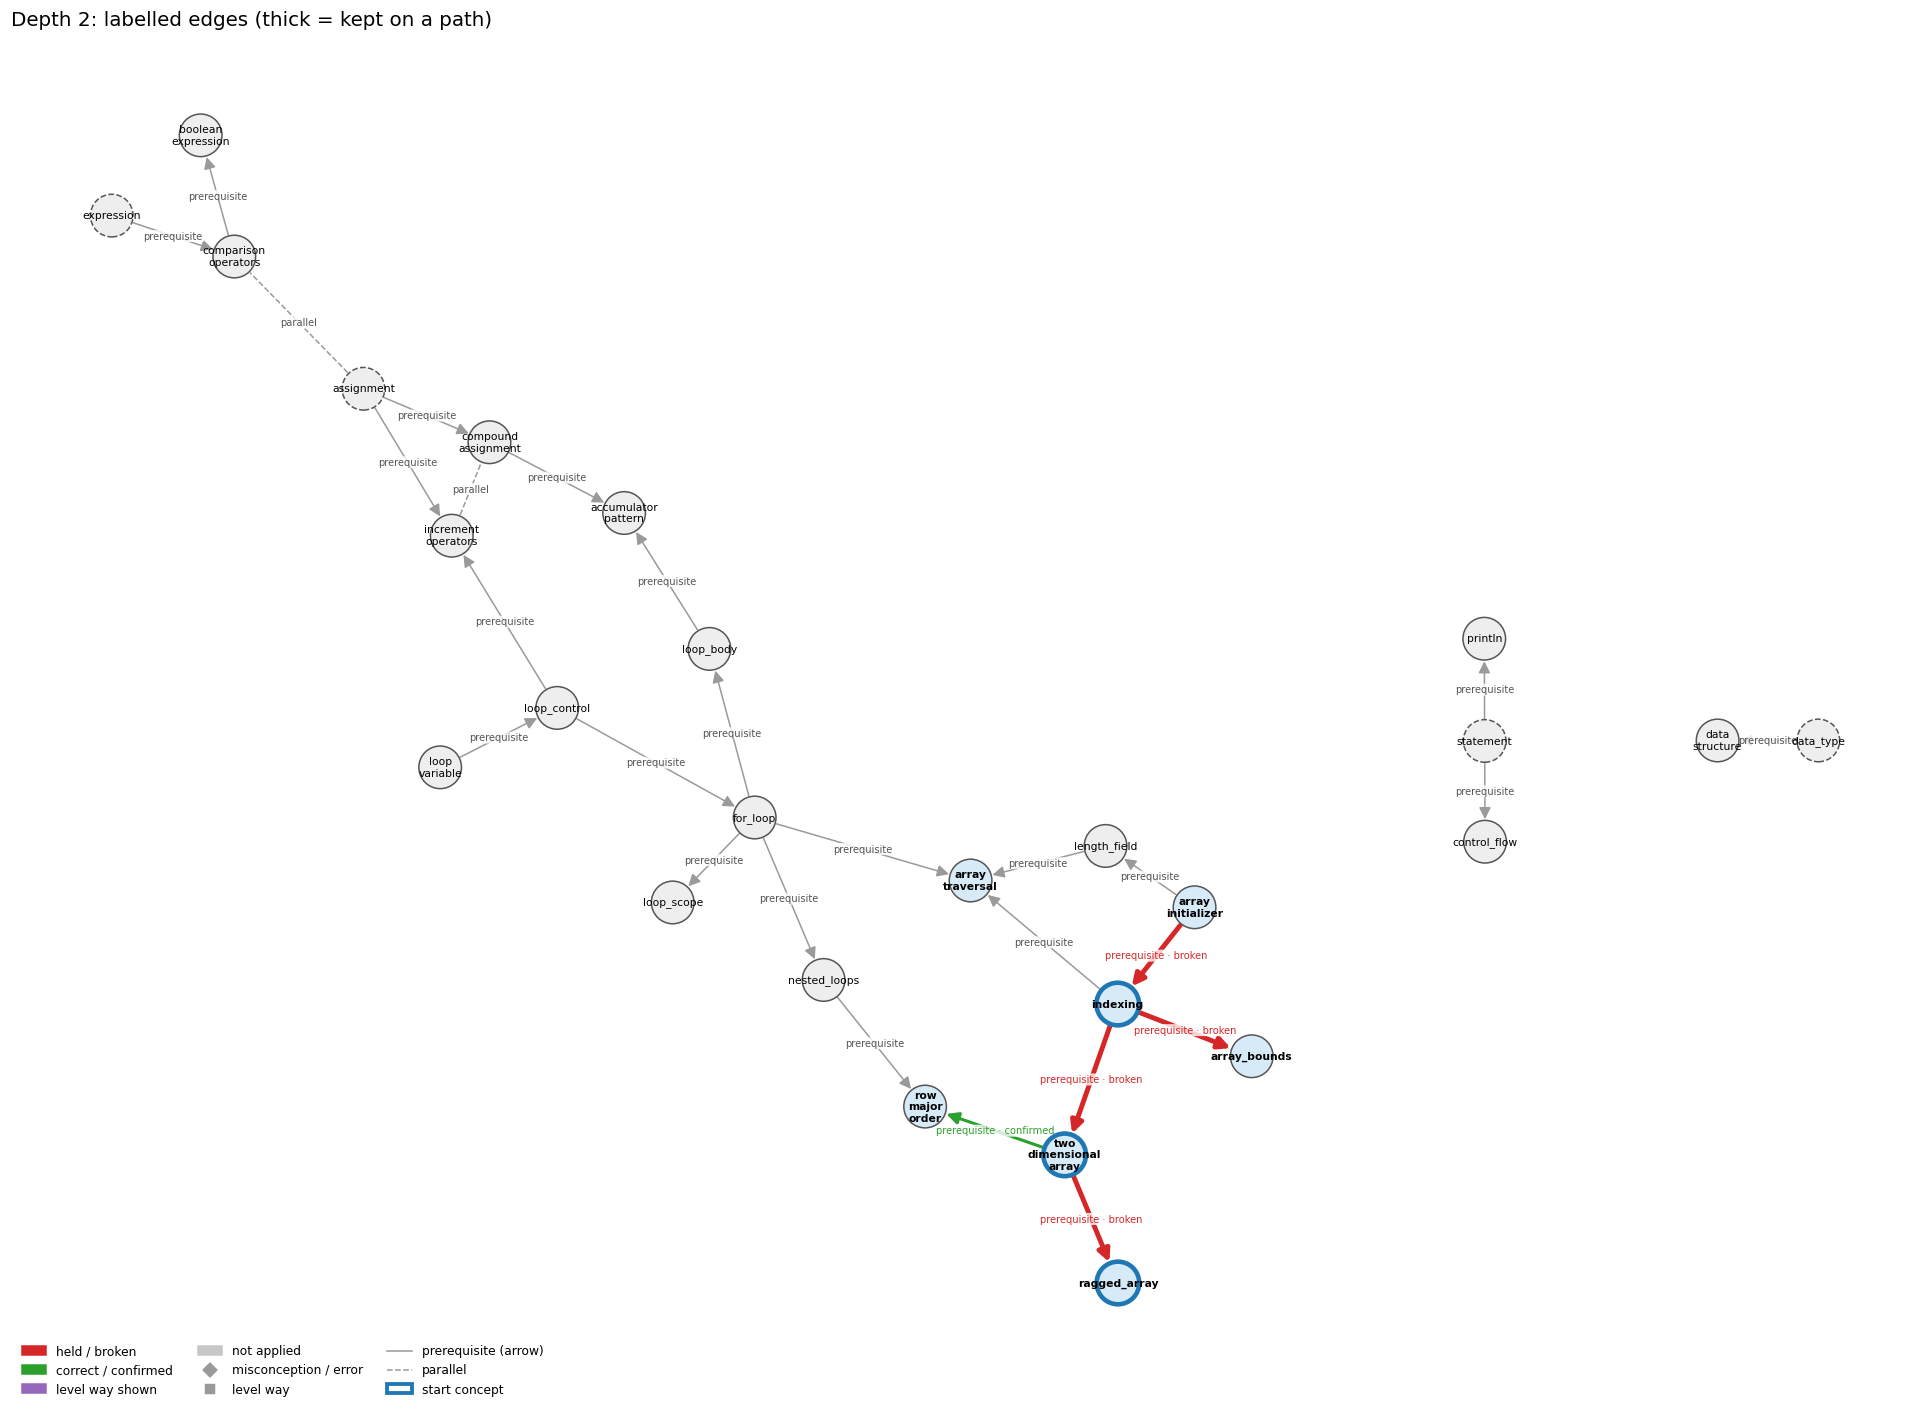 Depth 2: labelled edges (thick = kept on a path)
boolean
expression
prerequisite
expression
prerequisite
comparison
operators
parallel
assignment
prerequisite
compound
assignment
prerequisite
prerequisite
parallel
accumulator
pattern
increment
operators
prerequisite
prerequisite
loop_body
println
prerequisite
loop_control
prerequisite
prerequisite
statement
data
structure
prerequisite
data_type
prerequisite
loop
variable
prerequisite
for_loop
control_flow
length_field
prerequisite
prerequisite
prerequisite
prerequisite
array
traversal
loop_scope
prerequisite
array
initializer
prerequisite
prerequisite · broken
nested_loops
indexing
prerequisite · broken
prerequisite
array_bounds
prerequisite · broken
row
major
order
prerequisite · confirmed
two
dimensional
array
prerequisite · broken
ragged_array
held / broken
correct / confirmed
level way shown
not applied
misconception / error
level way
prerequisite (arrow)
parallel
start concept